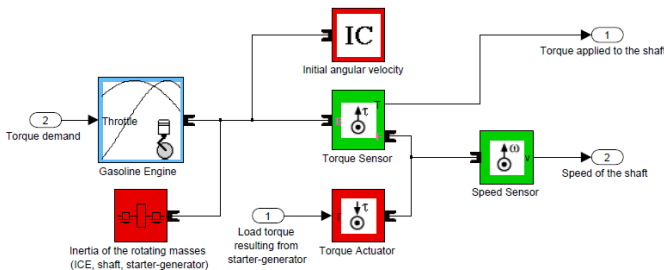 IC
1
Initial angular velocity
Torque applied to the shaft
2
Torque demand
Throttle
Gasoline Engine
τ
T
Torque Sensor
ω
v
2
Speed Sensor
Speed of the shaft
1
T
τ
Load torque
resulting from
starter-generator
Torque Actuator
Inertia of the rotating masses
(ICE, shaft, starter-generator)